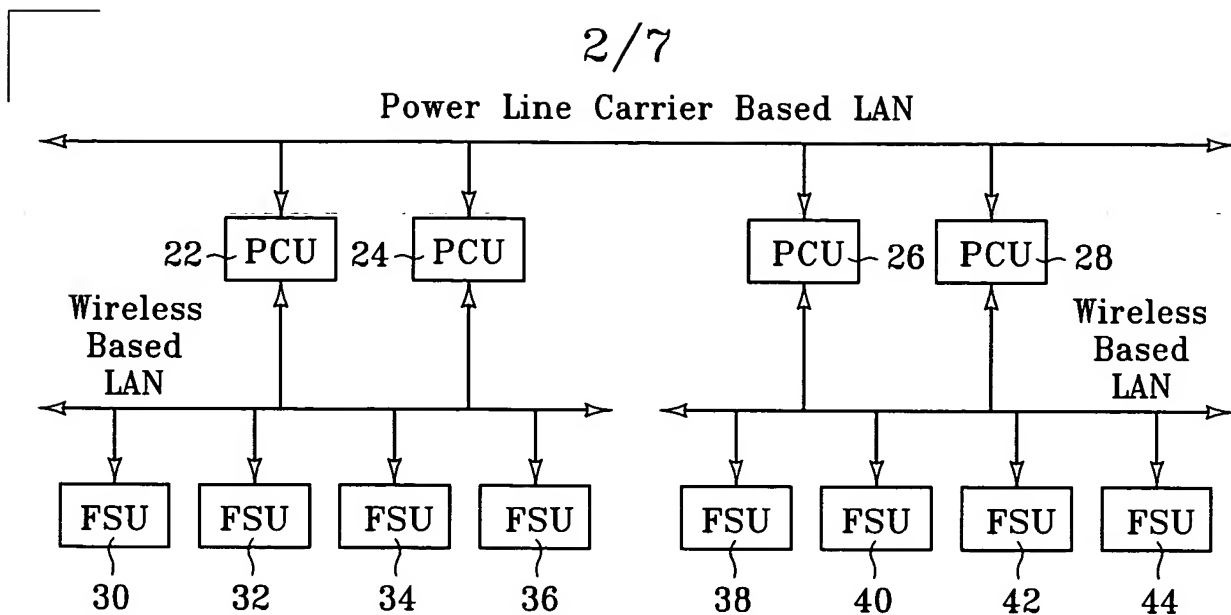 2/7
Power Line Carrier Based LAN
22 PCU 24 PCU PCU 26 PCU 28
Wireless Based LAN
Wireless Based LAN
FSU FSU FSU FSU FSU FSU FSU FSU
30 32 34 36 38 40 42 44